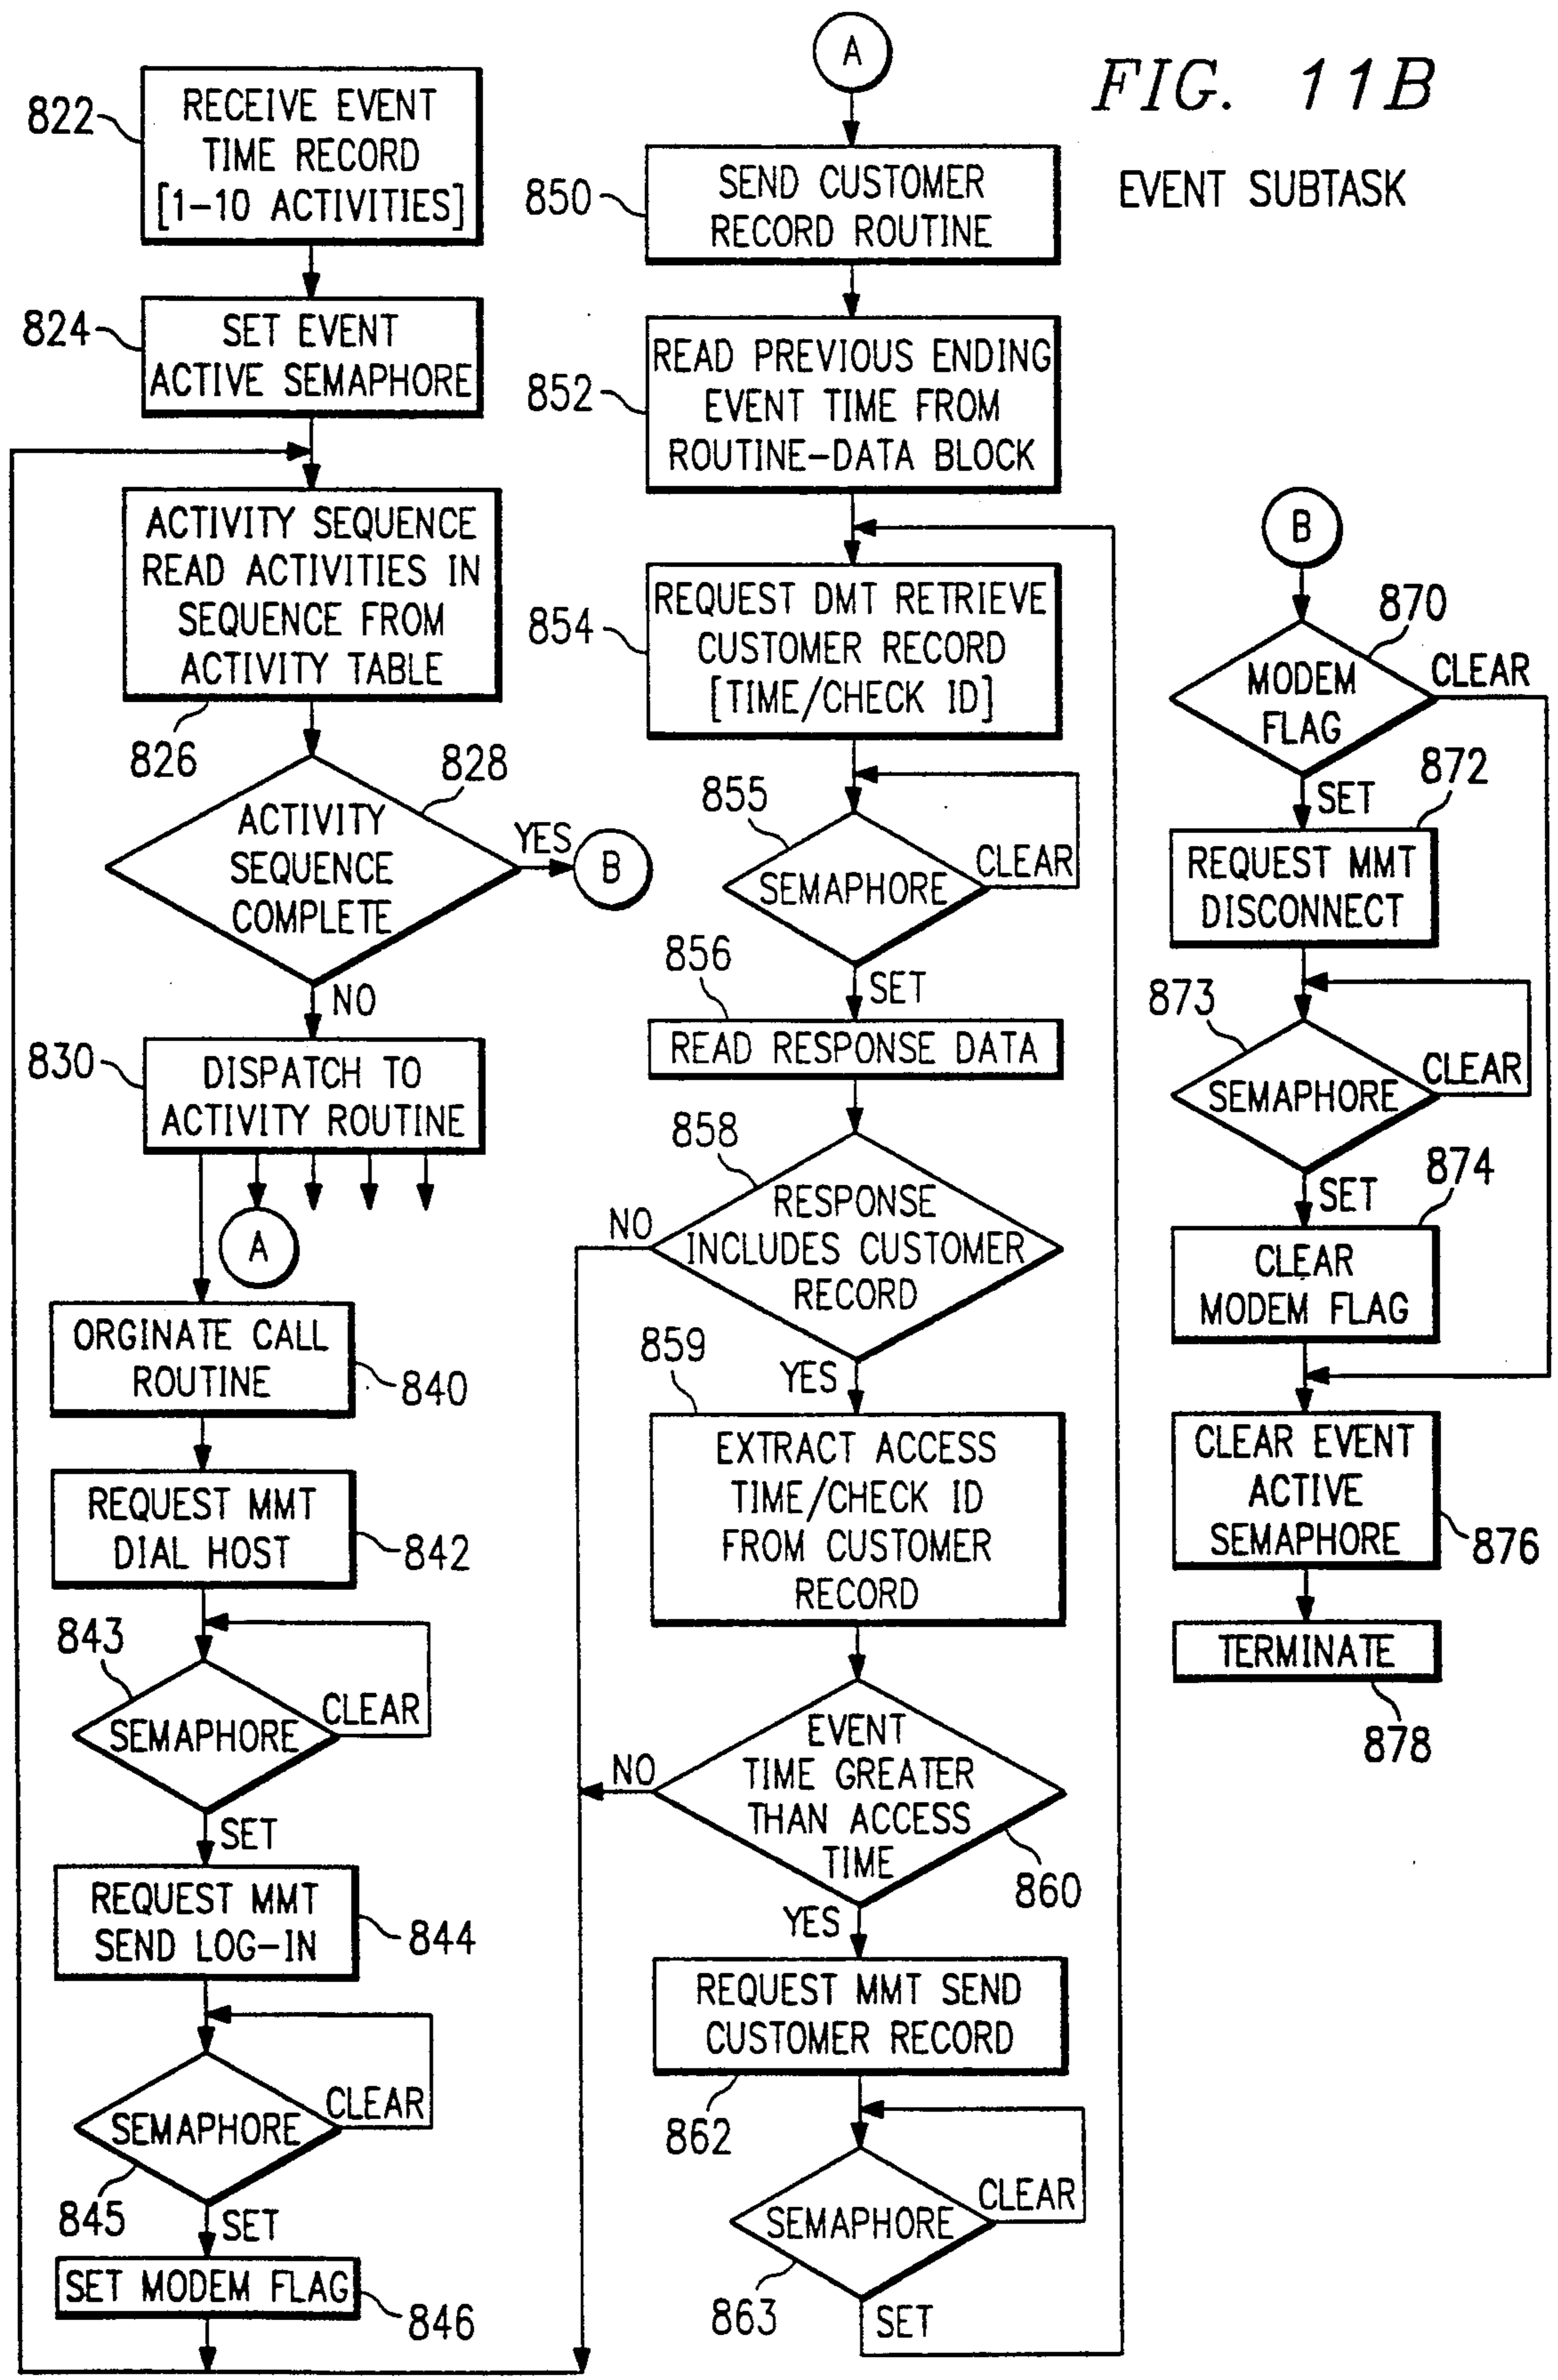 FIG. 11B
EVENT SUBTASK
822
RECEIVE EVENT
TIME RECORD
[1-10 ACTIVITIES]
824
SET EVENT
ACTIVE SEMAPHORE
ACTIVITY SEQUENCE
READ ACTIVITIES IN
SEQUENCE FROM
ACTIVITY TABLE
826
828
ACTIVITY
SEQUENCE
COMPLETE
YES
B
NO
830
DISPATCH TO
ACTIVITY ROUTINE
A
ORGINATE CALL
ROUTINE
840
REQUEST MMT
DIAL HOST
842
843
SEMAPHORE
CLEAR
SET
REQUEST MMT
SEND LOG-IN
844
SEMAPHORE
CLEAR
845
SET
SET MODEM FLAG
846
A
850
SEND CUSTOMER
RECORD ROUTINE
852
READ PREVIOUS ENDING
EVENT TIME FROM
ROUTINE-DATA BLOCK
854
REQUEST DMT RETRIEVE
CUSTOMER RECORD
[TIME/CHECK ID]
855
SEMAPHORE
CLEAR
SET
856
READ RESPONSE DATA
858
RESPONSE
INCLUDES CUSTOMER
RECORD
NO
YES
859
EXTRACT ACCESS
TIME/CHECK ID
FROM CUSTOMER
RECORD
EVENT
TIME GREATER
THAN ACCESS
TIME
NO
860
YES
REQUEST MMT SEND
CUSTOMER RECORD
862
SEMAPHORE
CLEAR
863
SET
B
870
MODEM
FLAG
CLEAR
SET
872
REQUEST MMT
DISCONNECT
873
SEMAPHORE
CLEAR
SET
874
CLEAR
MODEM FLAG
CLEAR EVENT
ACTIVE
SEMAPHORE
876
TERMINATE
878